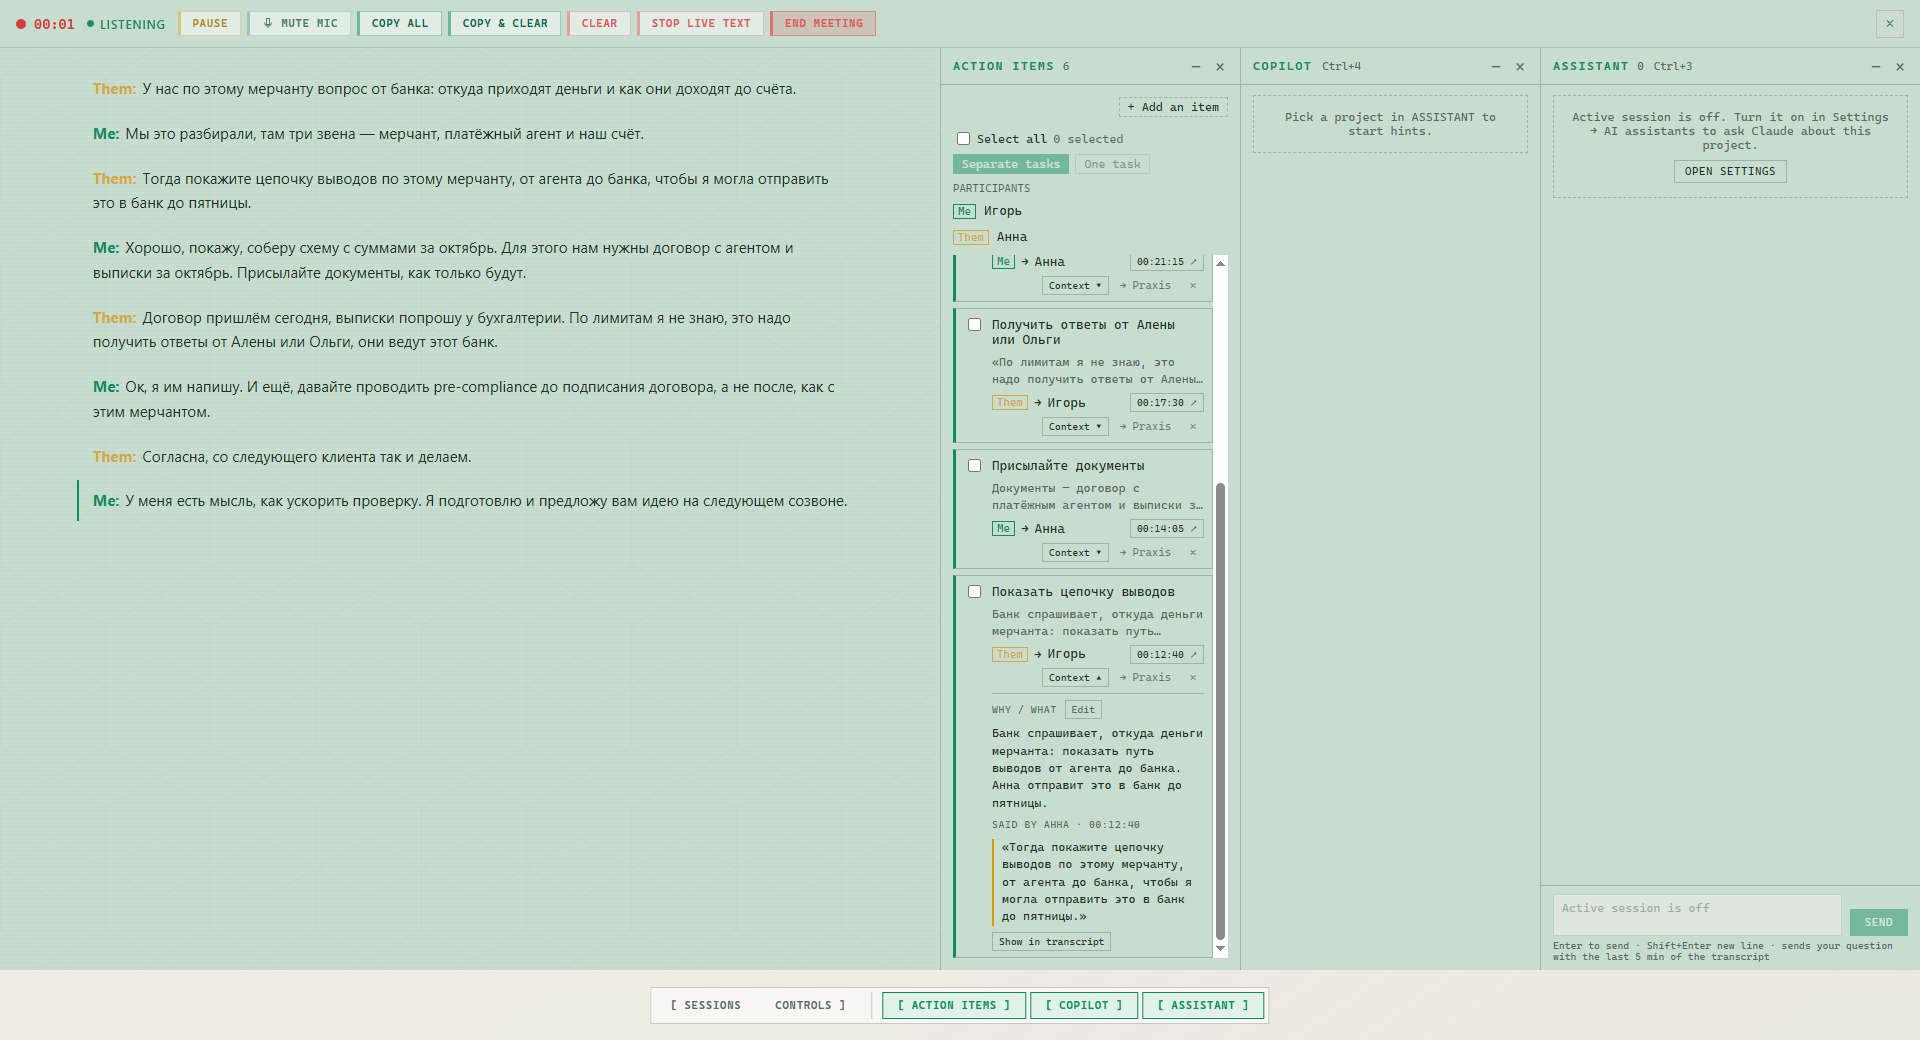 00:01 LISTENING PAUSE MUTE MIC COPY ALL COPY & CLEAR CLEAR STOP LIVE TEXT END MEETING ×
Them: У нас по этому мерчанту вопрос от банка: откуда приходят деньги и как они доходят до счёта.
Me: Мы это разбирали, там три звена — мерчант, платёжный агент и наш счёт.
Them: Тогда покажите цепочку выводов по этому мерчанту, от агента до банка, чтобы я могла отправить
это в банк до пятницы.
Me: Хорошо, покажу, соберу схему с суммами за октябрь. Для этого нам нужны договор с агентом и
выписки за октябрь. Присылайте документы, как только будут.
Them: Договор пришлём сегодня, выписки попрошу у бухгалтерии. По лимитам я не знаю, это надо
получить ответы от Алены или Ольги, они ведут этот банк.
Me: Ок, я им напишу. И ещё, давайте проводить pre-compliance до подписания договора, а не после, как с
этим мерчантом.
Them: Согласна, со следующего клиента так и делаем.
Me: У меня есть мысль, как ускорить проверку. Я подготовлю и предложу вам идею на следующем созвоне.
ACTION ITEMS 6 − ×
+ Add an item
Select all 0 selected
Separate tasks One task
PARTICIPANTS
Me Игорь
Them Анна
Me → Анна 00:21:15 ↗
Context ▾ → Praxis ×
Получить ответы от Алены
или Ольги
«По лимитам я не знаю, это
надо получить ответы от Алены…
Them → Игорь 00:17:30 ↗
Context ▾ → Praxis ×
Присылайте документы
Документы — договор с
платёжным агентом и выписки з…
Me → Анна 00:14:05 ↗
Context ▾ → Praxis ×
Показать цепочку выводов
Банк спрашивает, откуда деньги
мерчанта: показать путь…
Them → Игорь 00:12:40 ↗
Context ▴ → Praxis ×
WHY / WHAT Edit
Банк спрашивает, откуда деньги
мерчанта: показать путь
выводов от агента до банка.
Анна отправит это в банк до
пятницы.
SAID BY АННА · 00:12:40
«Тогда покажите цепочку
выводов по этому мерчанту,
от агента до банка, чтобы я
могла отправить это в банк
до пятницы.»
Show in transcript
COPILOT Ctrl+4 − ×
Pick a project in ASSISTANT to
start hints.
ASSISTANT 0 Ctrl+3 − ×
Active session is off. Turn it on in Settings
→ AI assistants to ask Claude about this
project.
OPEN SETTINGS
Active session is off
SEND
Enter to send · Shift+Enter new line · sends your question
with the last 5 min of the transcript
[ SESSIONS CONTROLS ] [ ACTION ITEMS ] [ COPILOT ] [ ASSISTANT ]